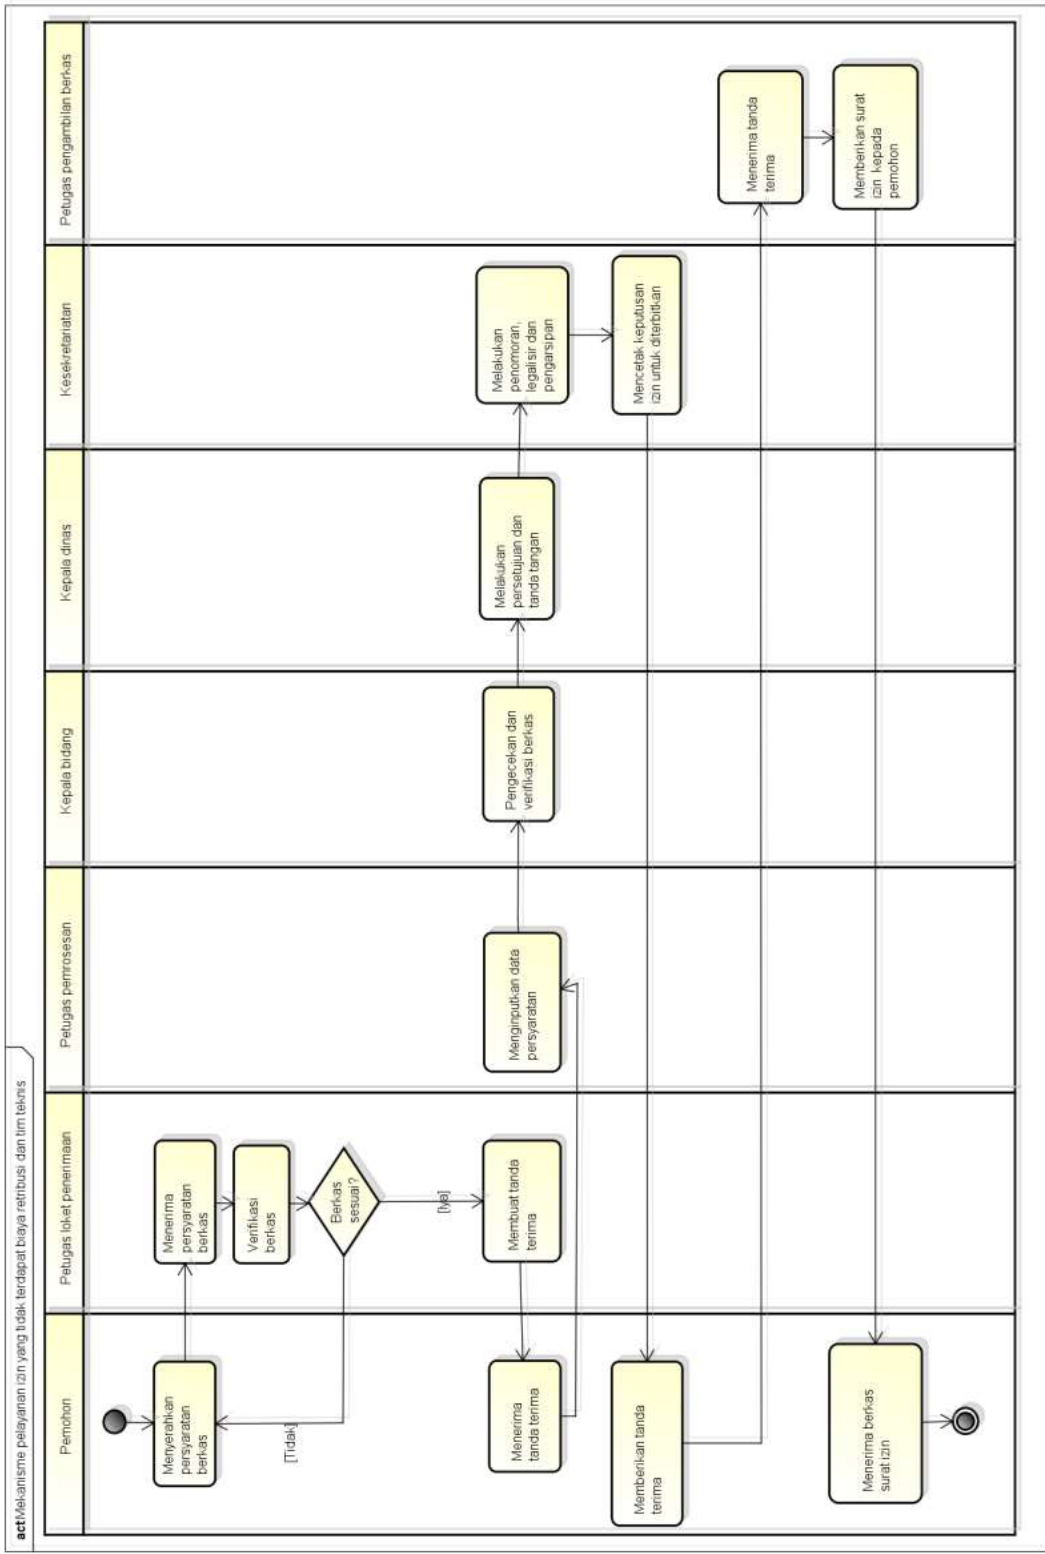 actMekanisme pelayanan izin yang tidak terdapat biaya retribusi dan tim teknis
Pemohon
Petugas loket penerimaan
Petugas pemrosesan
Kepala bidang
Kepala dinas
Kesekretariatan
Petugas pengambilan berkas
Menyerahkan
persyaratan
berkas
Menerima
persyaratan
berkas
Verifikasi
berkas
Berkas
sesuai?
[Tidak]
[Iya]
Membuat tanda
terima
Menerima
tanda terima
Menginputkan data
persyaratan
Pengecekan dan
verifikasi berkas
Melakukan
persetujuan dan
tanda tangan
Melakukan
penomoran,
legalisir dan
pengarsipan
Mencetak keputusan
izin untuk diterbitkan
Memberikan tanda
terima
Menerima tanda
terima
Memberikan surat
izin kepada
pemohon
Menerima berkas
surat izin